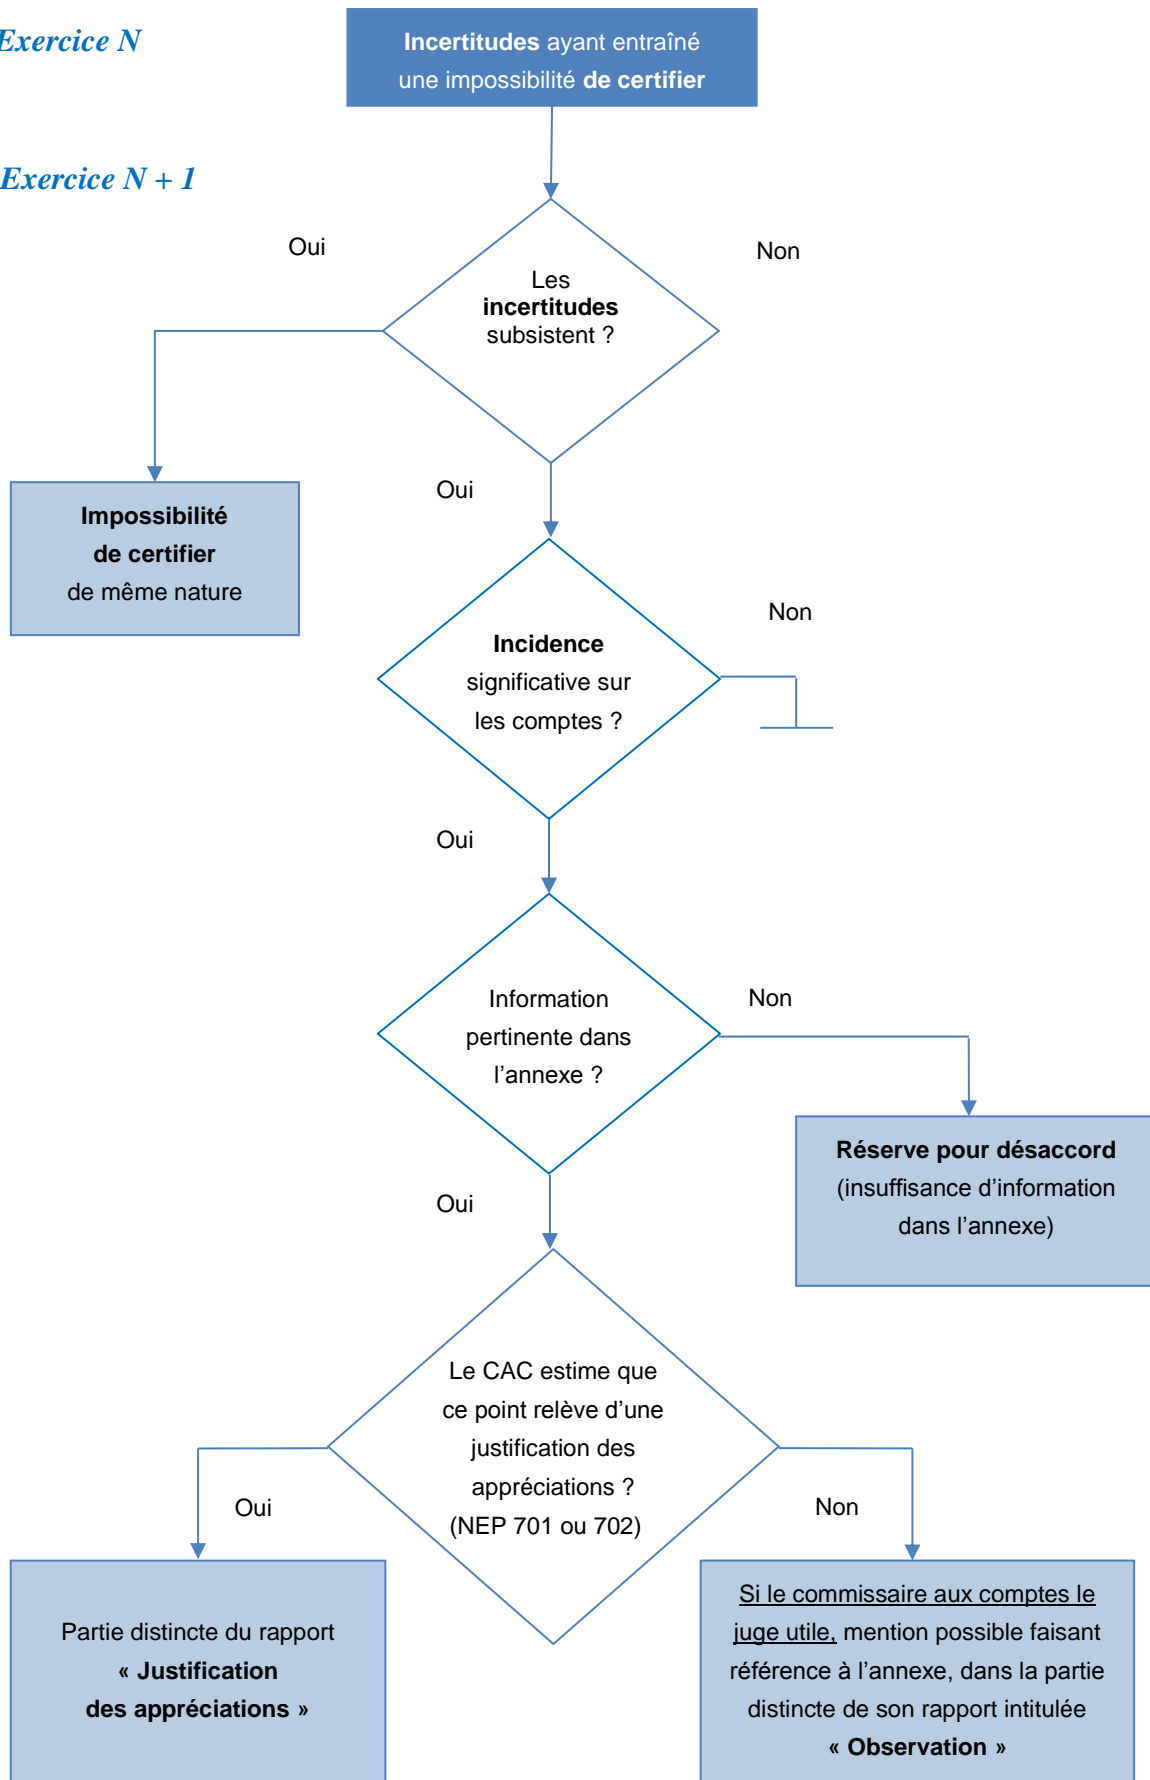 Exercice N
Incertitudes ayant entraîné
une impossibilité de certifier
Exercice N + 1
Oui
Non
Les
incertitudes
subsistent ?
Oui
Impossibilité
de certifier
de même nature
Non
Incidence
significative sur
les comptes ?
Oui
Information
pertinente dans
l’annexe ?
Non
Réserve pour désaccord
(insuffisance d’information
dans l’annexe)
Oui
Le CAC estime que
ce point relève d’une
justification des
appréciations ?
(NEP 701 ou 702)
Oui
Non
Partie distincte du rapport
« Justification
des appréciations »
Si le commissaire aux comptes le
juge utile, mention possible faisant
référence à l’annexe, dans la partie
distincte de son rapport intitulée
« Observation »